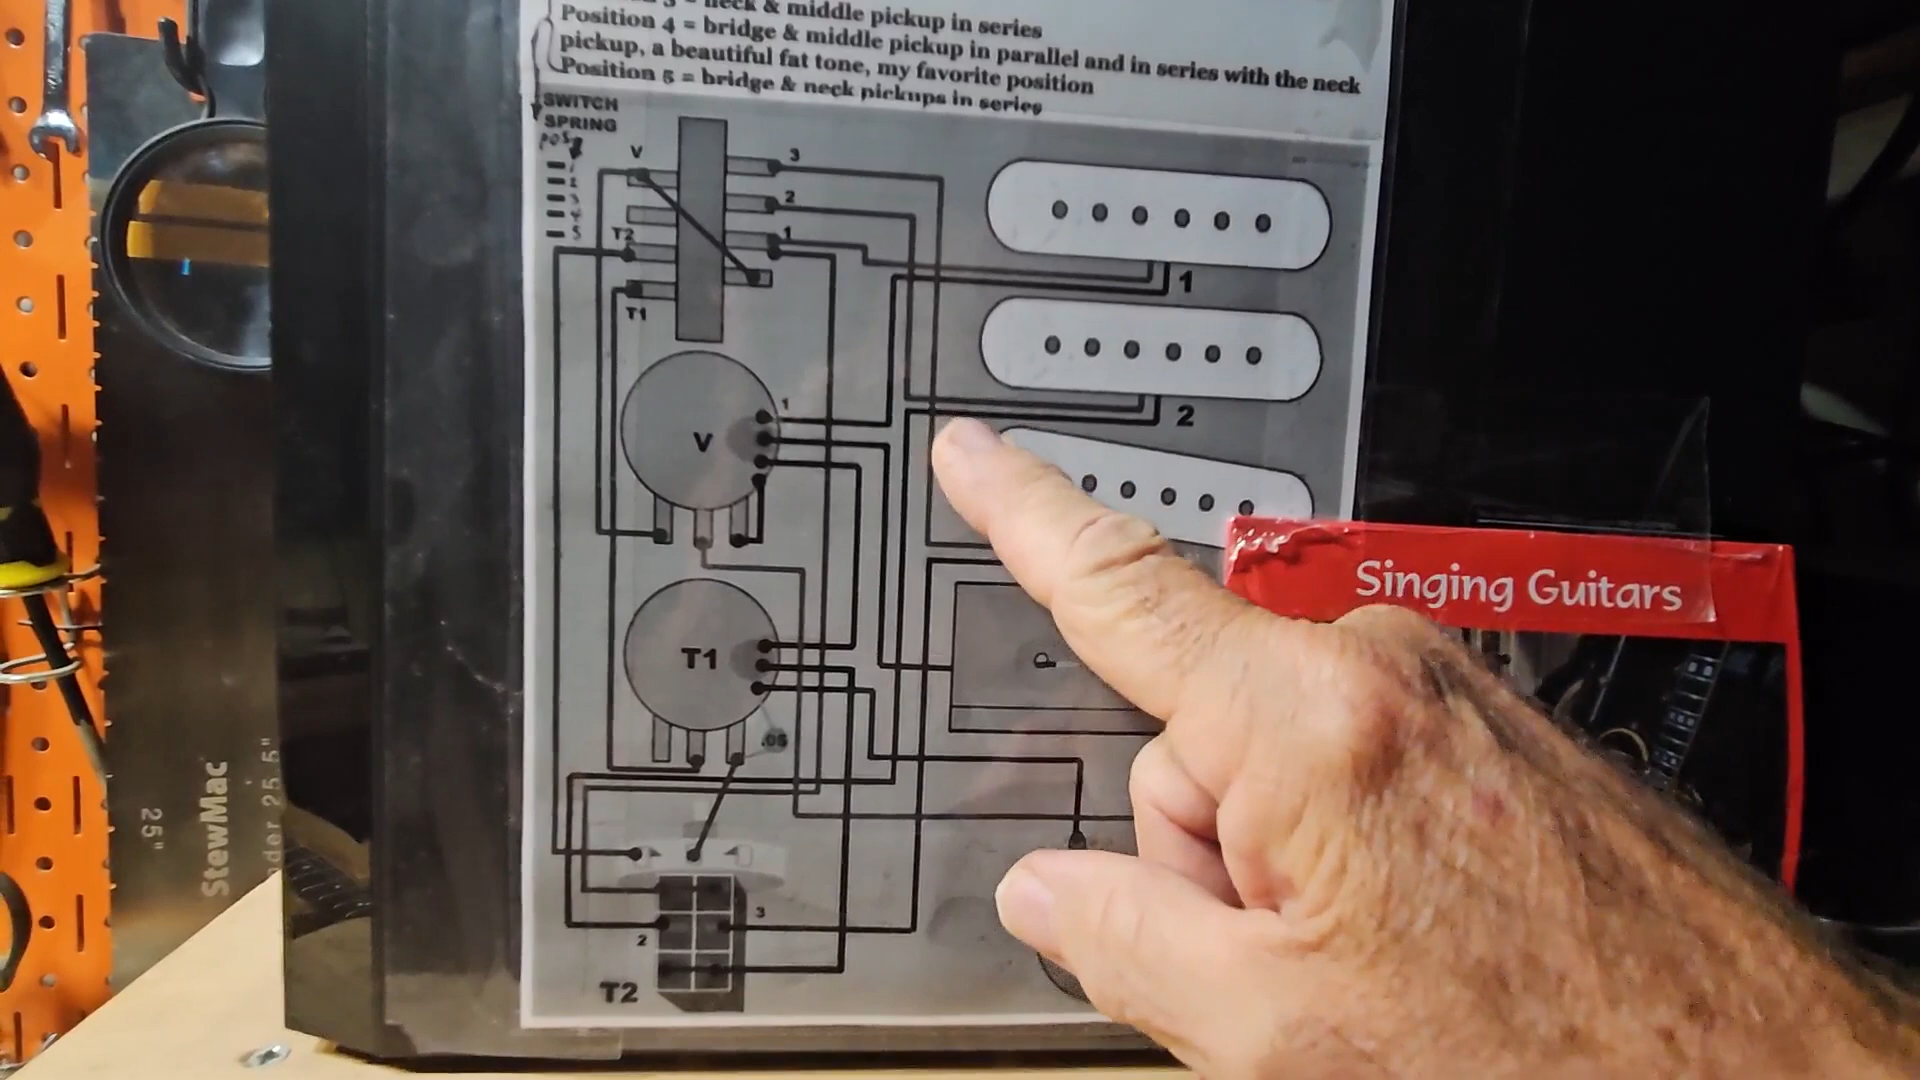 neck & middle pickup in series
Position 4 = bridge & middle pickup in parallel and in series with the neck
pickup, a beautiful fat tone, my favorite position
Position 5 = bridge & neck pickups in series
SWITCH
SPRING
POS
1
2
3
4
5
V
3
2
T2
1
T1
1
2
1
V
T1
.05
3
2
T2
Singing Guitars
StewMac
25"
nder 25.5"